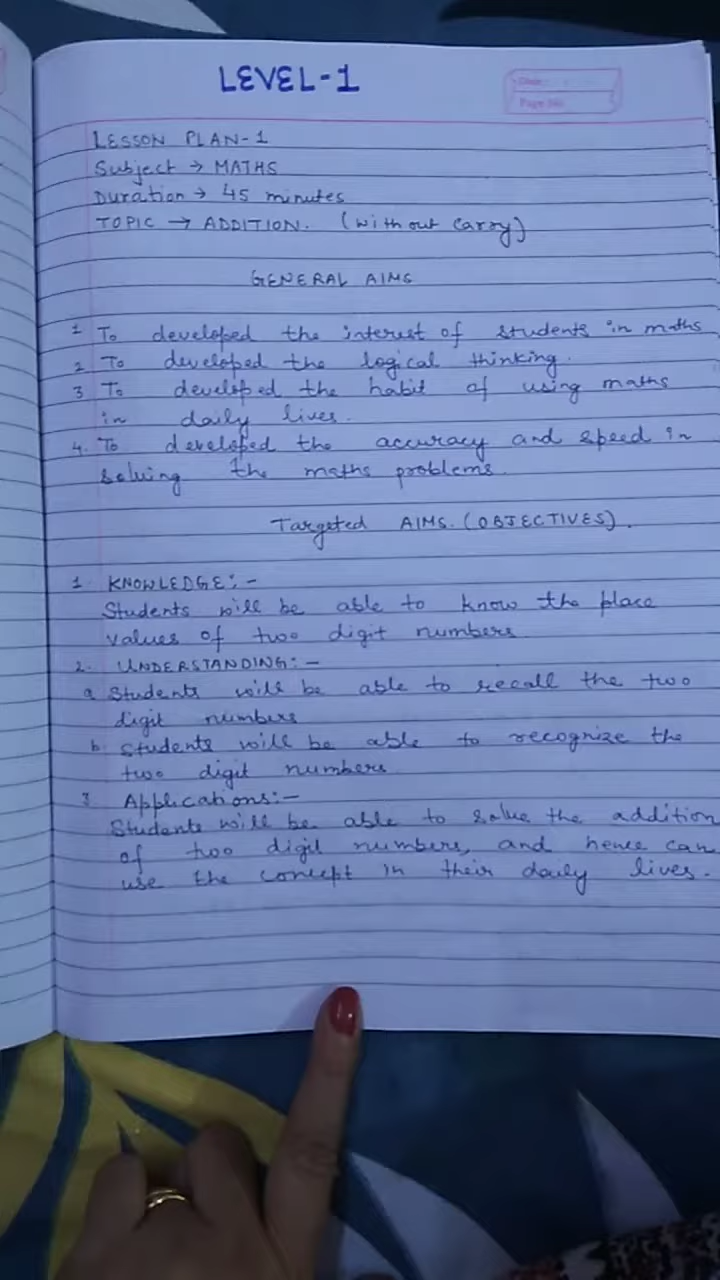 LEVEL-1
Date:
Page No.
LESSON PLAN-1
Subject → MATHS
Duration → 45 minutes
TOPIC → ADDITION. (without carry)
GENERAL AIMS
1 To developed the interest of students in maths
2 To developed the logical thinking.
3 To developed the habit of using maths
in daily lives.
4. To developed the accuracy and speed in
solving the maths problems.
Targeted AIMS. (OBJECTIVES).
1. KNOWLEDGE:-
Students will be able to know the place
values of two digit numbers
2. UNDERSTANDING:-
a Students will be able to recall the two
digit numbers
b. Students will be able to recognize the
two digit numbers.
3 Applications:-
Students will be able to solve the addition
of two digit numbers, and hence can
use the concept in their daily lives.